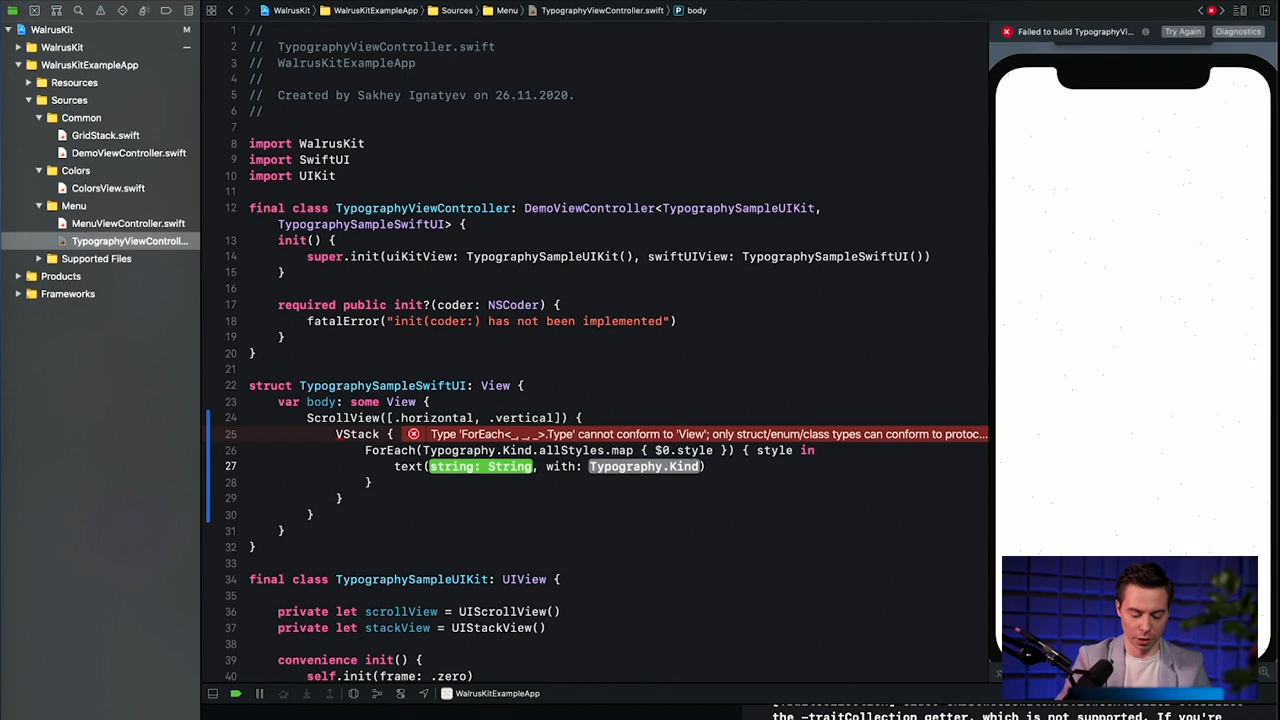 WalrusKit
WalrusKitExampleApp
Sources
Menu
TypographyViewController.swift
body
WalrusKit M
WalrusKit
WalrusKitExampleApp
Resources
Sources
Common
GridStack.swift
DemoViewController.swift
Colors
ColorsView.swift
Menu
MenuViewController.swift
TypographyViewControll...
Supported Files
Products
Frameworks
1 //
2 //  TypographyViewController.swift
3 //  WalrusKitExampleApp
4 //
5 //  Created by Sakhey Ignatyev on 26.11.2020.
6 //
7
8 import WalrusKit
9 import SwiftUI
10 import UIKit
11
12 final class TypographyViewController: DemoViewController<TypographySampleUIKit,
TypographySampleSwiftUI> {
13 init() {
14 super.init(uiKitView: TypographySampleUIKit(), swiftUIView: TypographySampleSwiftUI())
15 }
16
17 required public init?(coder: NSCoder) {
18 fatalError("init(coder:) has not been implemented")
19 }
20 }
21
22 struct TypographySampleSwiftUI: View {
23 var body: some View {
24 ScrollView([.horizontal, .vertical]) {
25 VStack { Type 'ForEach<_, _, _>.Type' cannot conform to 'View'; only struct/enum/class types can conform to protoc...
26 ForEach(Typography.Kind.allStyles.map { $0.style }) { style in
27 text(string: String, with: Typography.Kind)
28 }
29 }
30 }
31 }
32 }
33
34 final class TypographySampleUIKit: UIView {
35
36 private let scrollView = UIScrollView()
37 private let stackView = UIStackView()
38
39 convenience init() {
40 self.init(frame: .zero)
WalrusKitExampleApp
Failed to build TypographyVi... Try Again Diagnostics
the -traitCollection getter, which is not supported. If you're